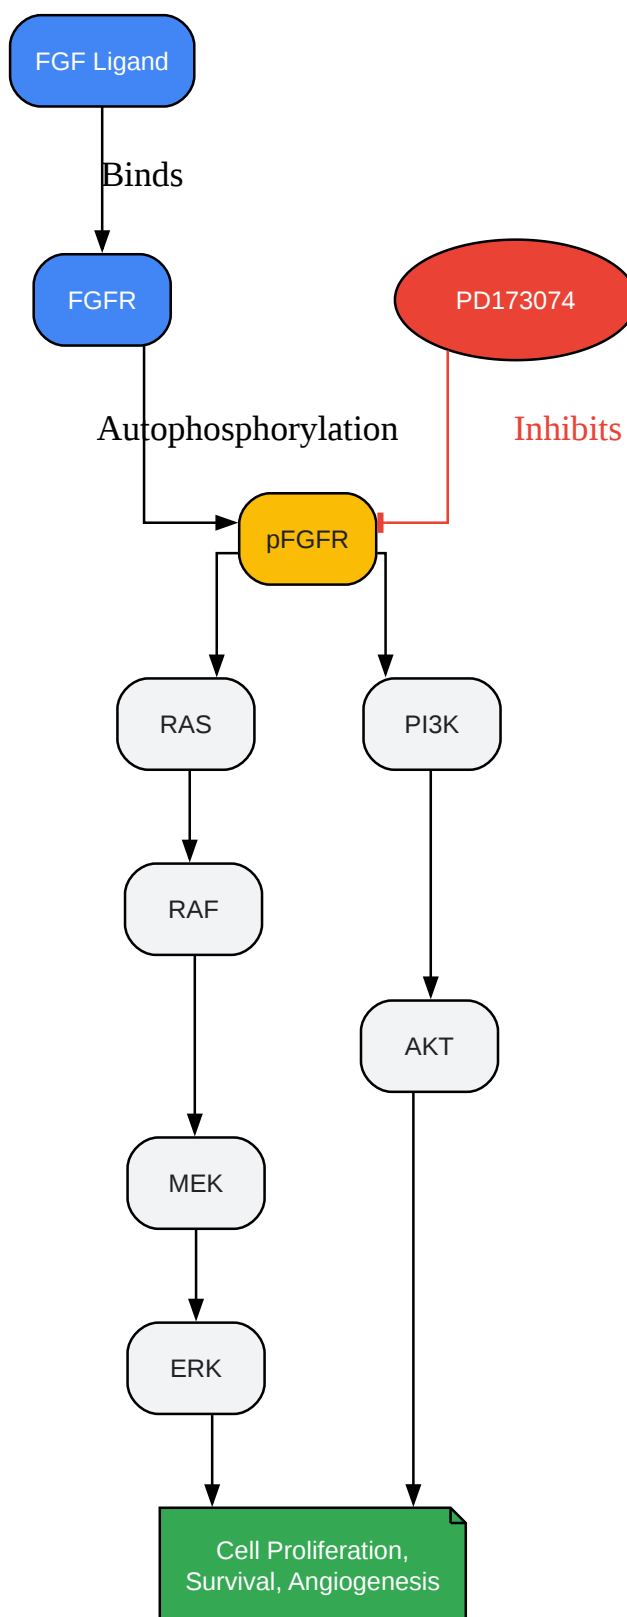 FGF Ligand
Binds
FGFR
PD173074
Autophosphorylation
Inhibits
pFGFR
RAS
PI3K
RAF
AKT
MEK
ERK
Cell Proliferation,
Survival, Angiogenesis